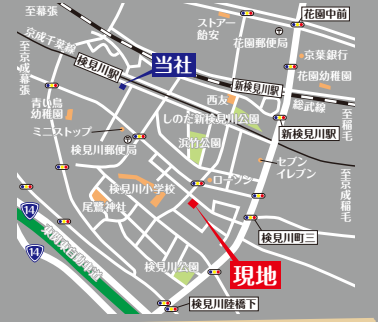 至幕張
花園中前
ストアー
飴安
花園郵便局
京成千葉線
京葉銀行
花園幼稚園
検見川駅
当社
至京成幕張
新検見川駅
西友
総武線
至稲毛
青い鳥
幼稚園
しのだ新検見川公園
新検見川駅
ミニストップ
浜竹公園
検見川郵便局
セブン
イレブン
ローソン
至京成稲毛
検見川小学校
尾鷲神社
14
検見川町三
現地
東関東自動車道
14
検見川公園
検見川陸橋下